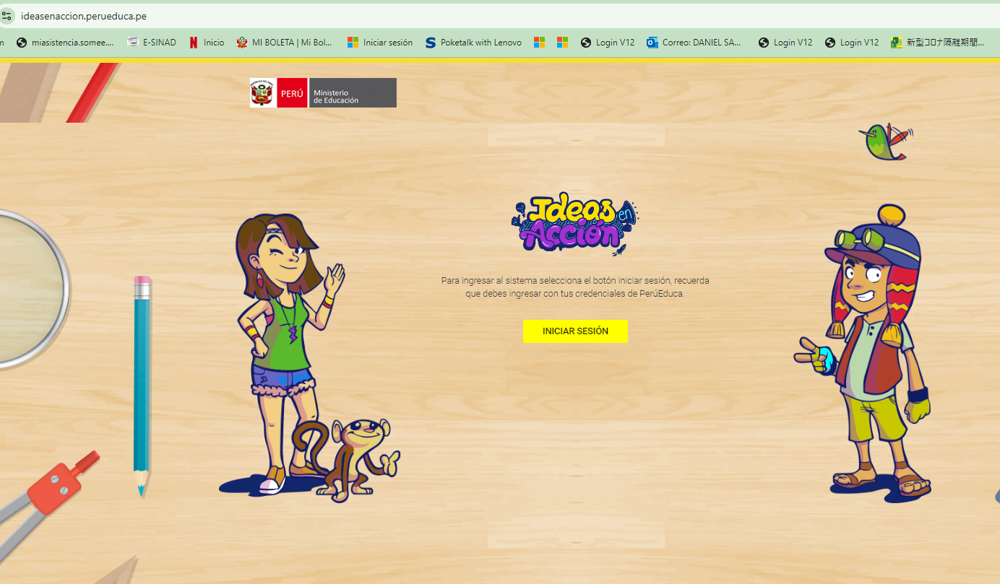 ideasenaccion.perueduca.pe
miasistencia.somee.... E-SINAD Inicio MI BOLETA | Mi Bol... Iniciar sesión Poketalk with Lenovo Login V12 Correo: DANIEL SA... Login V12 Login V12 新型コロナ隔離期間...
PERÚ
Ministerio
de Educación
Ideas en
Acción
Para ingresar al sistema selecciona el botón iniciar sesión, recuerda
que debes ingresar con tus credenciales de PerúEduca.
INICIAR SESIÓN